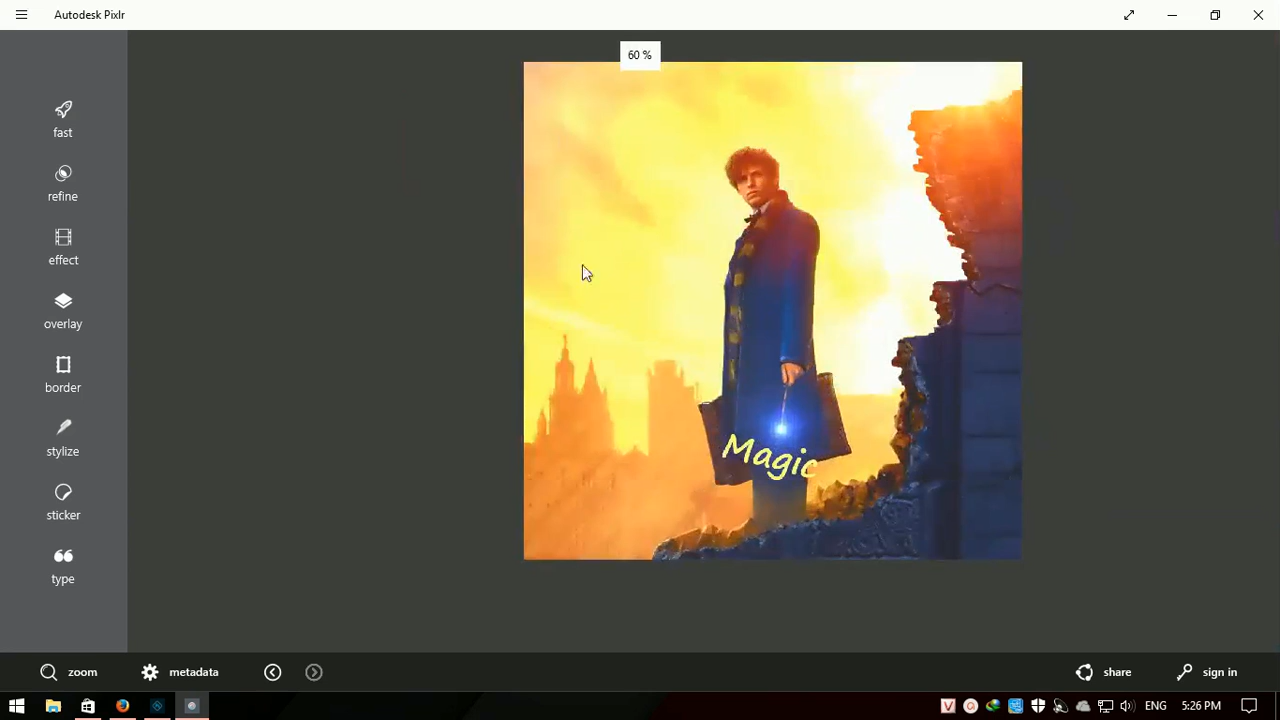 Autodesk Pixlr
60 %
fast
refine
effect
overlay
border
stylize
sticker
type
Magic
zoom
metadata
share
sign in
ENG
5:26 PM